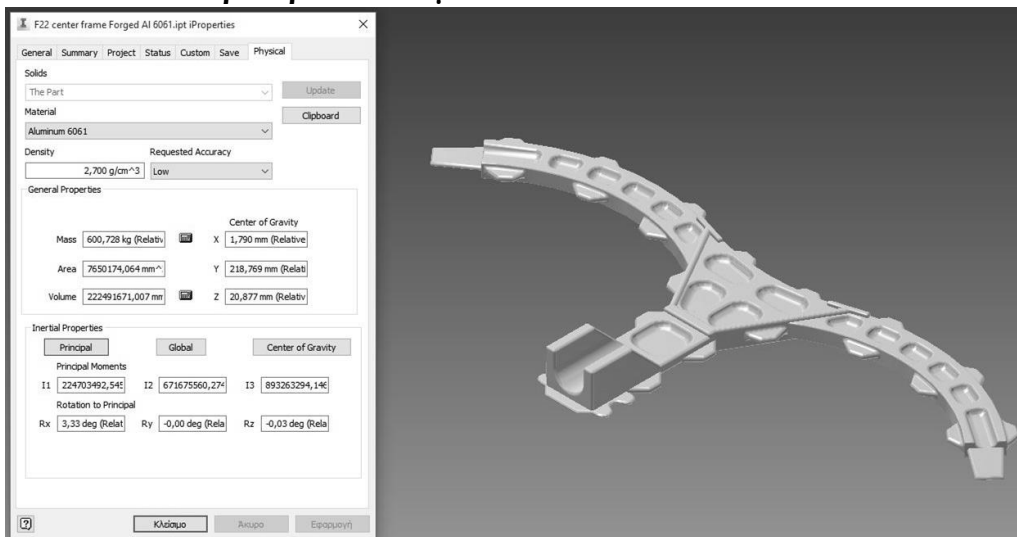 F22 center frame Forged Al 6061.ipt iProperties
General Summary Project Status Custom Save Physical
Solids
The Part Update
Material Clipboard
Aluminum 6061
Density Requested Accuracy
2,700 g/cm^3 Low
General Properties
Center of Gravity
Mass 600,728 kg (Relativ X 1,790 mm (Relative
Area 7650174,064 mm^ Y 218,769 mm (Relati
Volume 222491671,007 mm Z 20,877 mm (Relativ
Inertial Properties
Principal Global Center of Gravity
Principal Moments
I1 224703492,545 I2 671675560,274 I3 893263294,146
Rotation to Principal
Rx 3,33 deg (Relat Ry -0,00 deg (Rela Rz -0,03 deg (Rela
Κλείσιμο Άκυρο Εφαρμογή